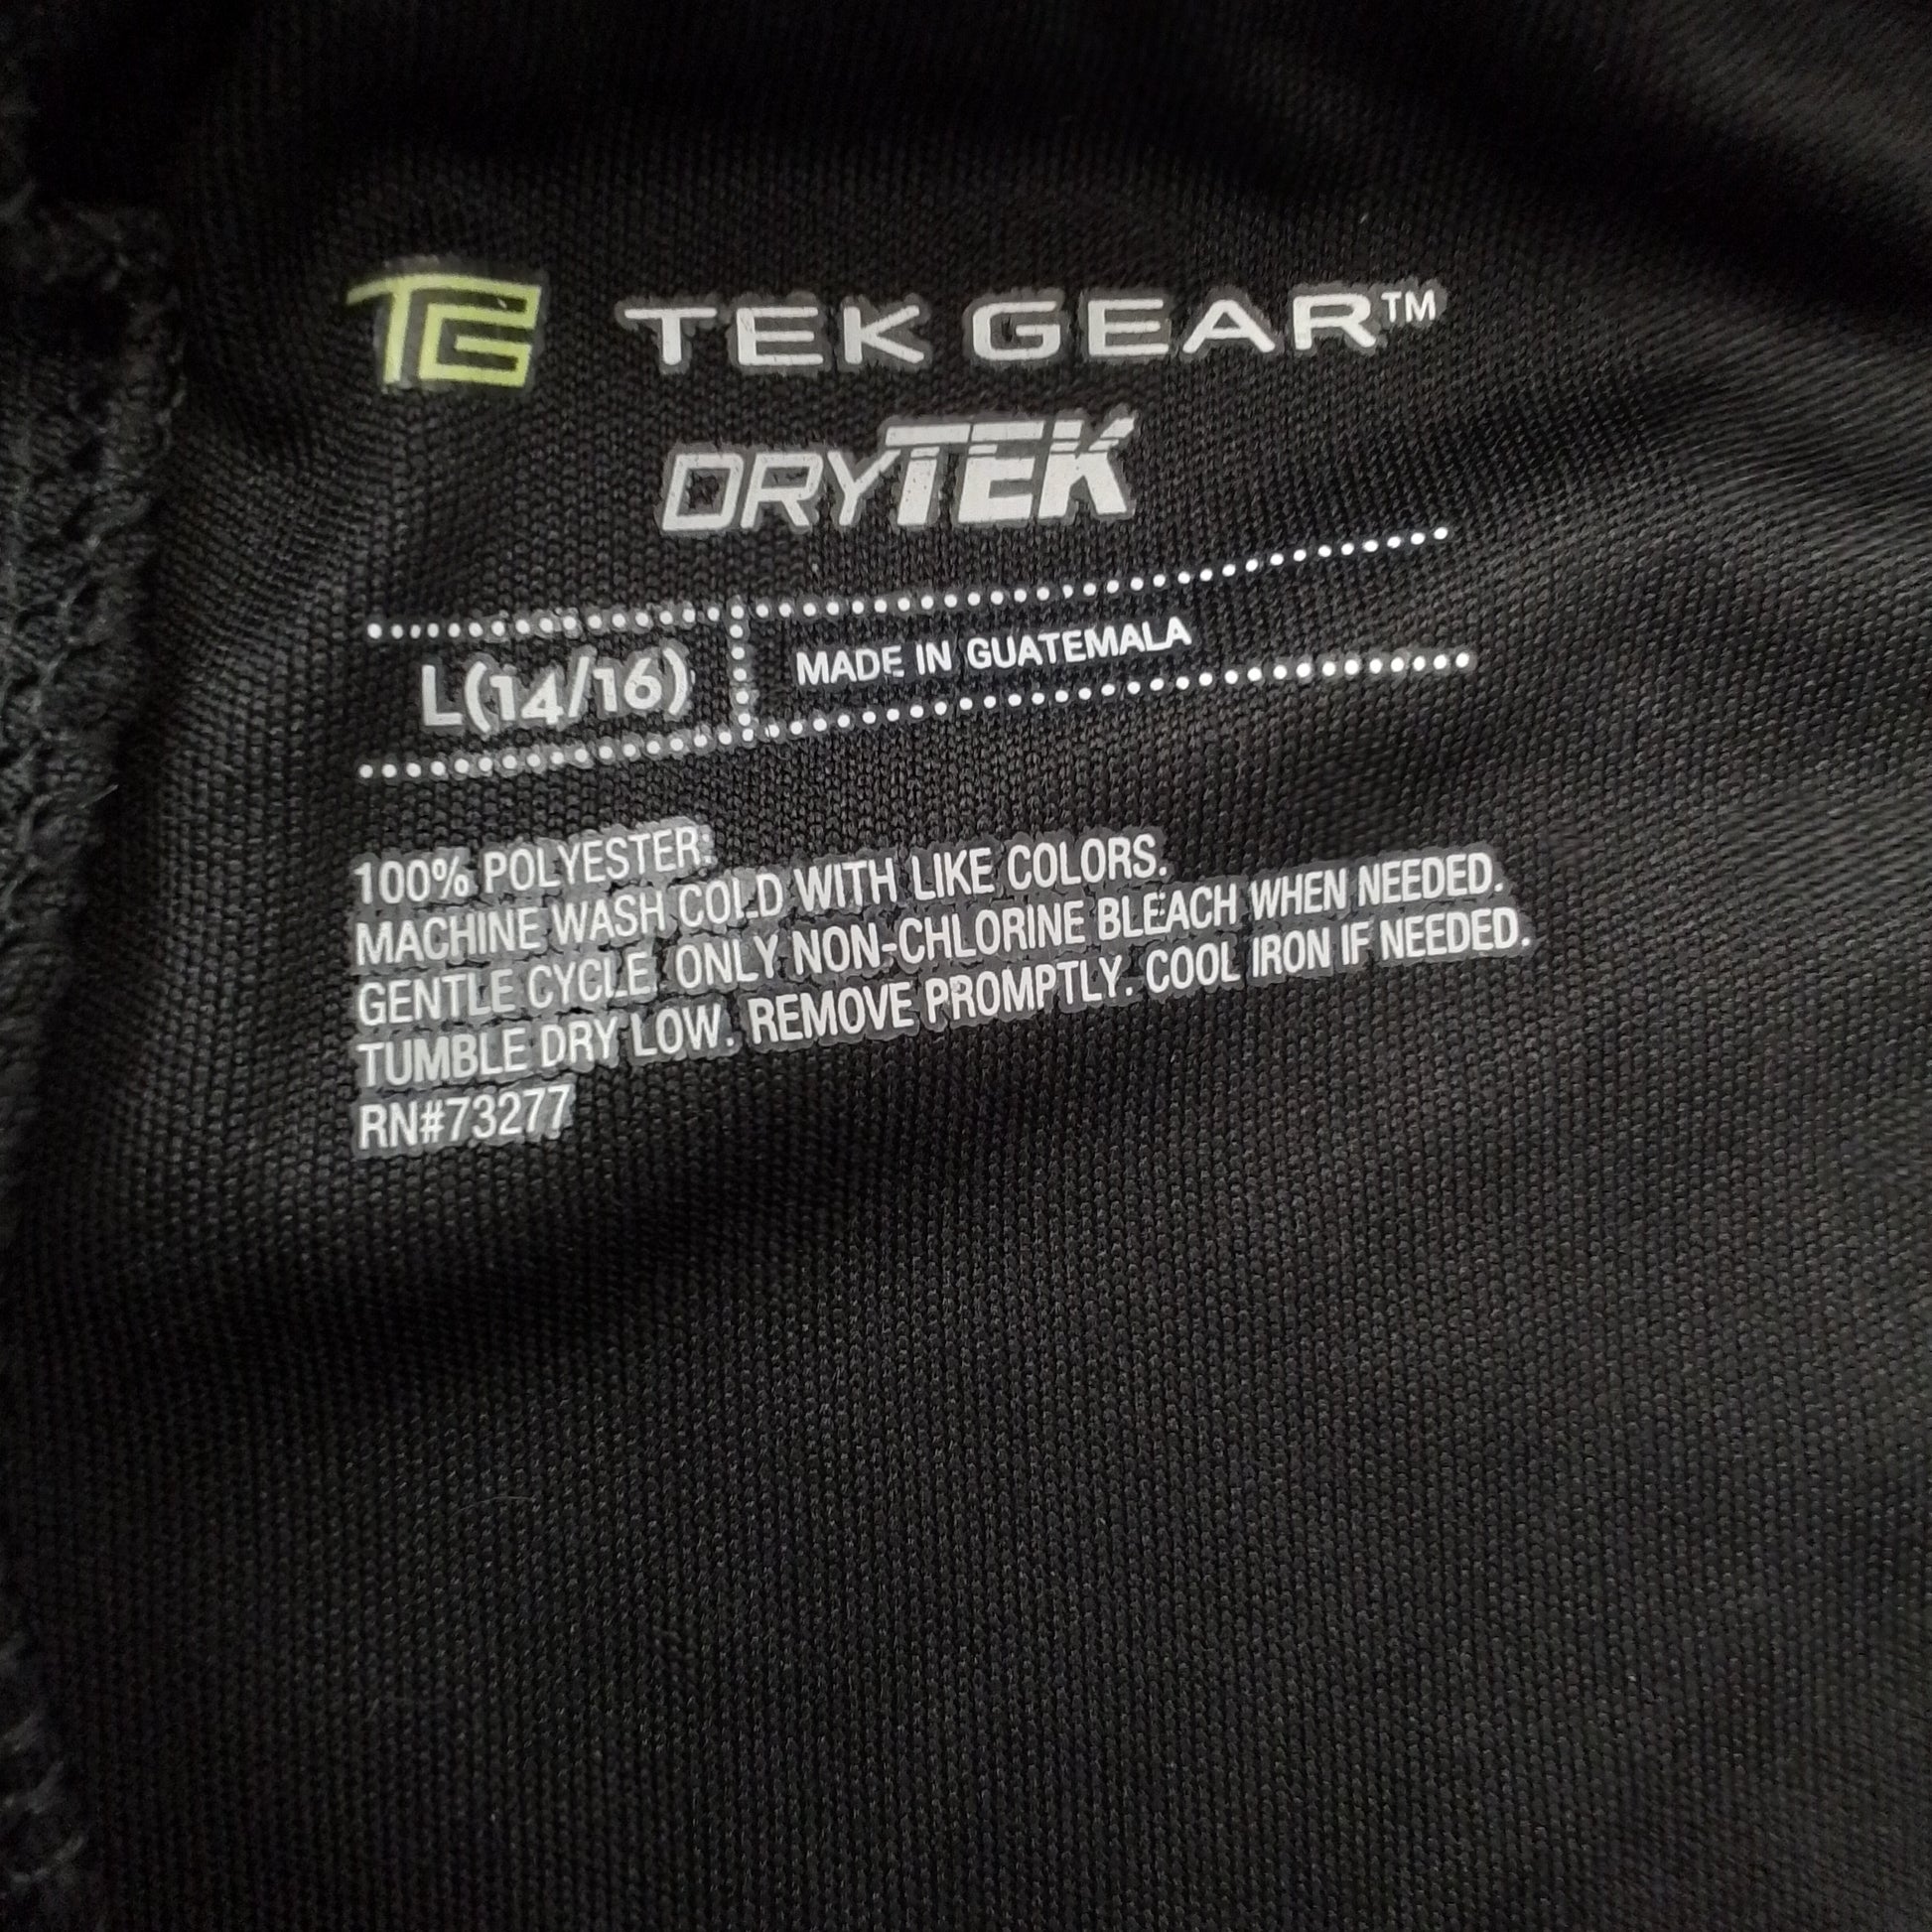 TG TEK GEAR™
DRYTEK
L(14/16) MADE IN GUATEMALA
100% POLYESTER:
MACHINE WASH COLD WITH LIKE COLORS.
GENTLE CYCLE. ONLY NON-CHLORINE BLEACH WHEN NEEDED.
TUMBLE DRY LOW. REMOVE PROMPTLY. COOL IRON IF NEEDED.
RN#73277